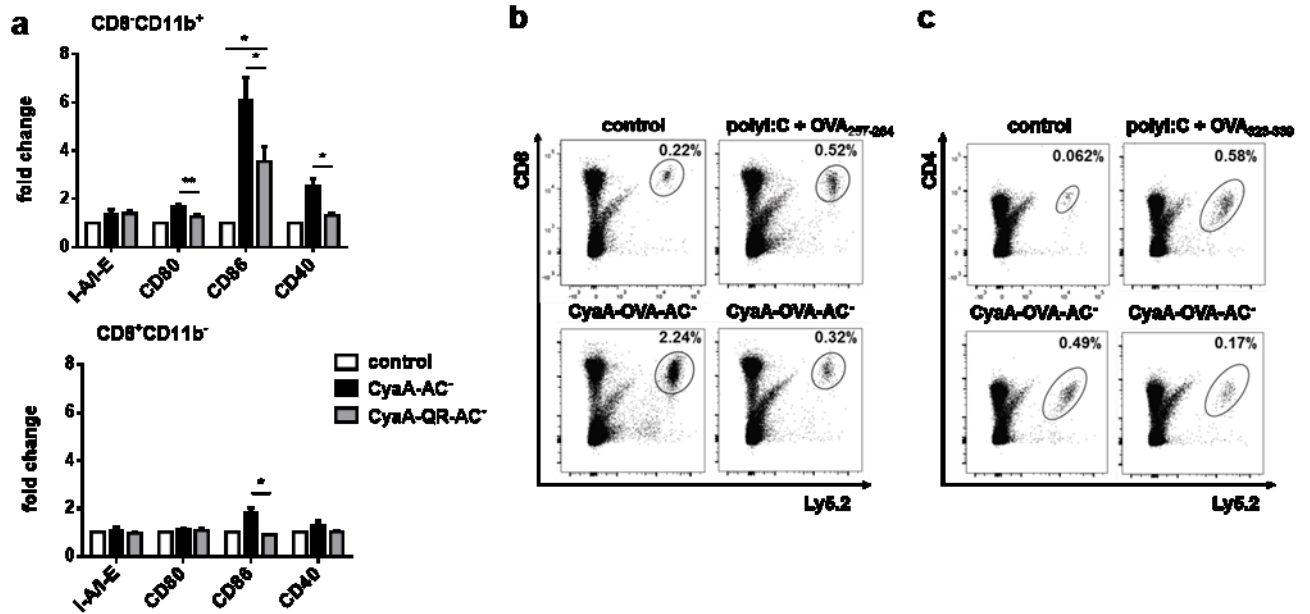 a
CD8⁻CD11b⁺
8
6
4
2
0
fold change
*
*
**
*
I-A/I-E
CD80
CD86
CD40
CD8⁺CD11b⁻
8
6
4
2
0
fold change
*
I-A/I-E
CD80
CD86
CD40
control
CyaA-AC⁻
CyaA-QR-AC⁻
b
control
polyI:C + OVA₂₅₇₋₂₆₄
0.22%
0.52%
CyaA-OVA-AC⁻
CyaA-OVA-AC⁻
2.24%
0.32%
CD8
Ly5.2
c
control
polyI:C + OVA₃₂₃₋₃₃₉
0.062%
0.58%
CyaA-OVA-AC⁻
CyaA-OVA-AC⁻
0.49%
0.17%
CD4
Ly5.2